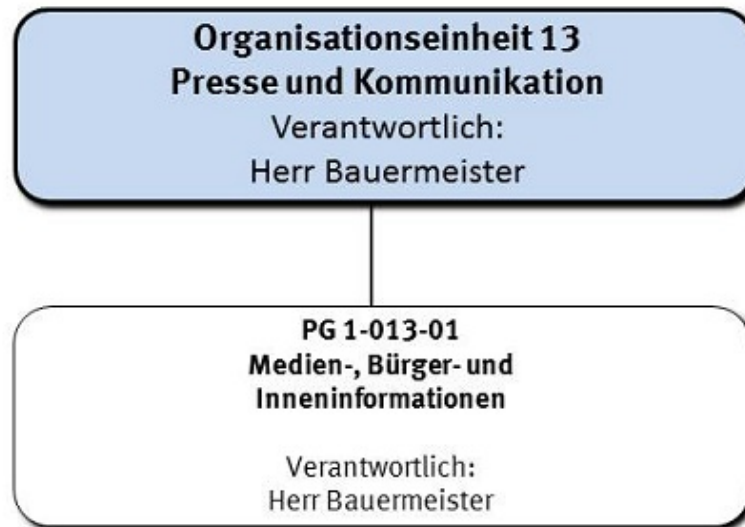 Organisationseinheit 13
Presse und Kommunikation
Verantwortlich:
Herr Bauermeister
PG 1-013-01
Medien-, Bürger- und
Inneninformationen
Verantwortlich:
Herr Bauermeister